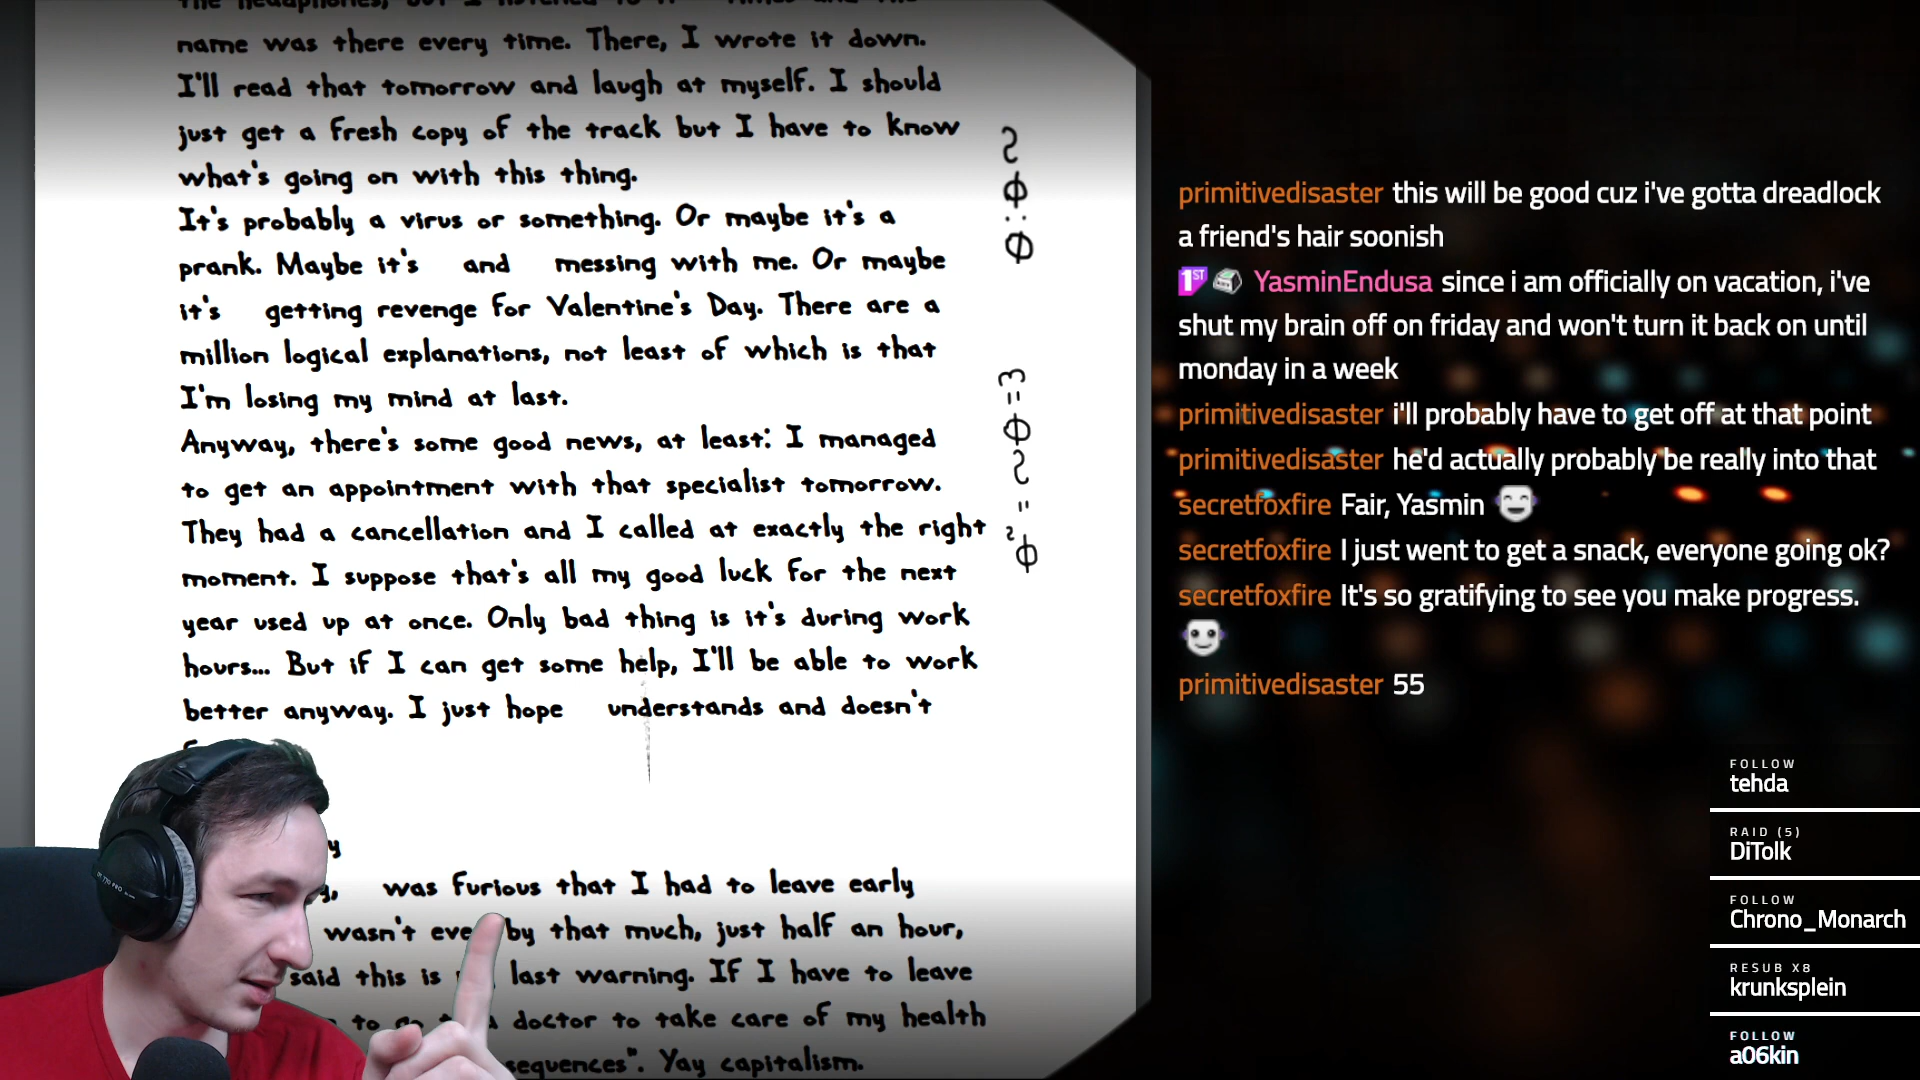 name was there every time. There, I wrote it down.
I'll read that tomorrow and laugh at myself. I should
just get a fresh copy of the track but I have to know
what's going on with this thing.
It's probably a virus or something. Or maybe it's a
prank. Maybe it's and messing with me. Or maybe
it's getting revenge for Valentine's Day. There are a
million logical explanations, not least of which is that
I'm losing my mind at last.
Anyway, there's some good news, at least: I managed
to get an appointment with that specialist tomorrow.
They had a cancellation and I called at exactly the right
moment. I suppose that's all my good luck for the next
year used up at once. Only bad thing is it's during work
hours... But if I can get some help, I'll be able to work
better anyway. I just hope understands and doesn't
was furious that I had to leave early
wasn't even by that much, just half an hour,
said this is last warning. If I have to leave
to go doctor to take care of my health
sequences". Yay capitalism.
primitivedisaster this will be good cuz i've gotta dreadlock
a friend's hair soonish
1ST YasminEndusa since i am officially on vacation, i've
shut my brain off on friday and won't turn it back on until
monday in a week
primitivedisaster i'll probably have to get off at that point
primitivedisaster he'd actually probably be really into that
secretfoxfire Fair, Yasmin
secretfoxfire I just went to get a snack, everyone going ok?
secretfoxfire It's so gratifying to see you make progress.
primitivedisaster 55
FOLLOW
tehda
RAID (5)
DiTolk
FOLLOW
Chrono_Monarch
RESUB X8
krunksplein
FOLLOW
a06kin